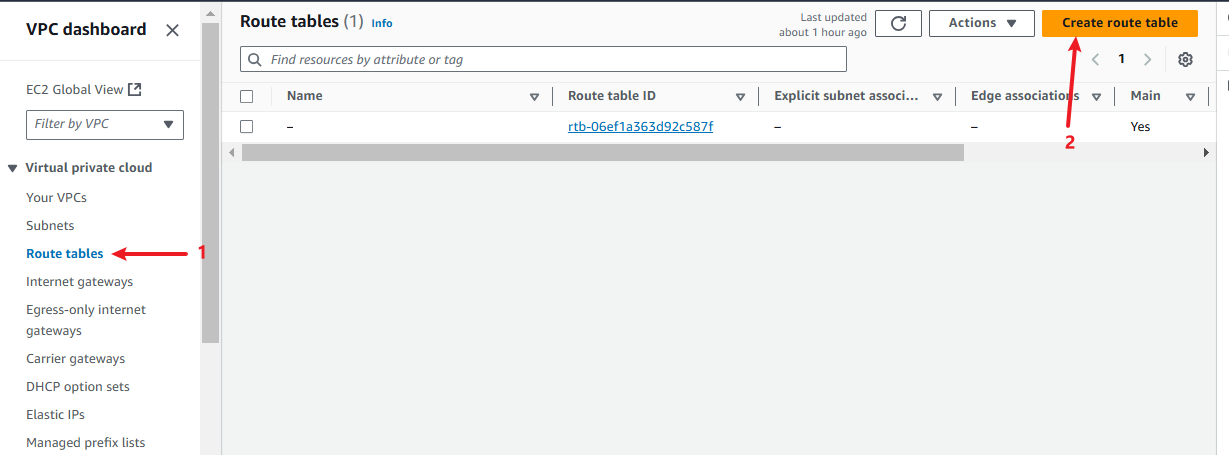 VPC dashboard
EC2 Global View
Filter by VPC
Virtual private cloud
Your VPCs
Subnets
Route tables
1
Internet gateways
Egress-only internet
gateways
Carrier gateways
DHCP option sets
Elastic IPs
Managed prefix lists
Route tables (1) Info
Last updated
about 1 hour ago
Actions
Create route table
Find resources by attribute or tag
1
Name
Route table ID
Explicit subnet associ...
Edge associations
Main
–
rtb-06ef1a363d92c587f
–
–
Yes
2